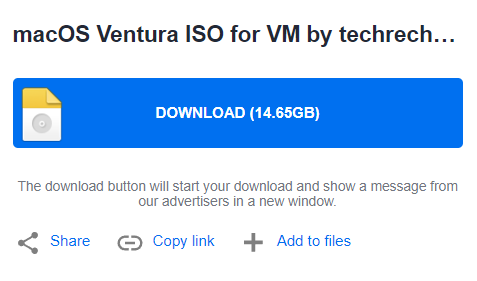 macOS Ventura ISO for VM by techrech…
DOWNLOAD (14.65GB)
The download button will start your download and show a message from
our advertisers in a new window.
Share Copy link Add to files